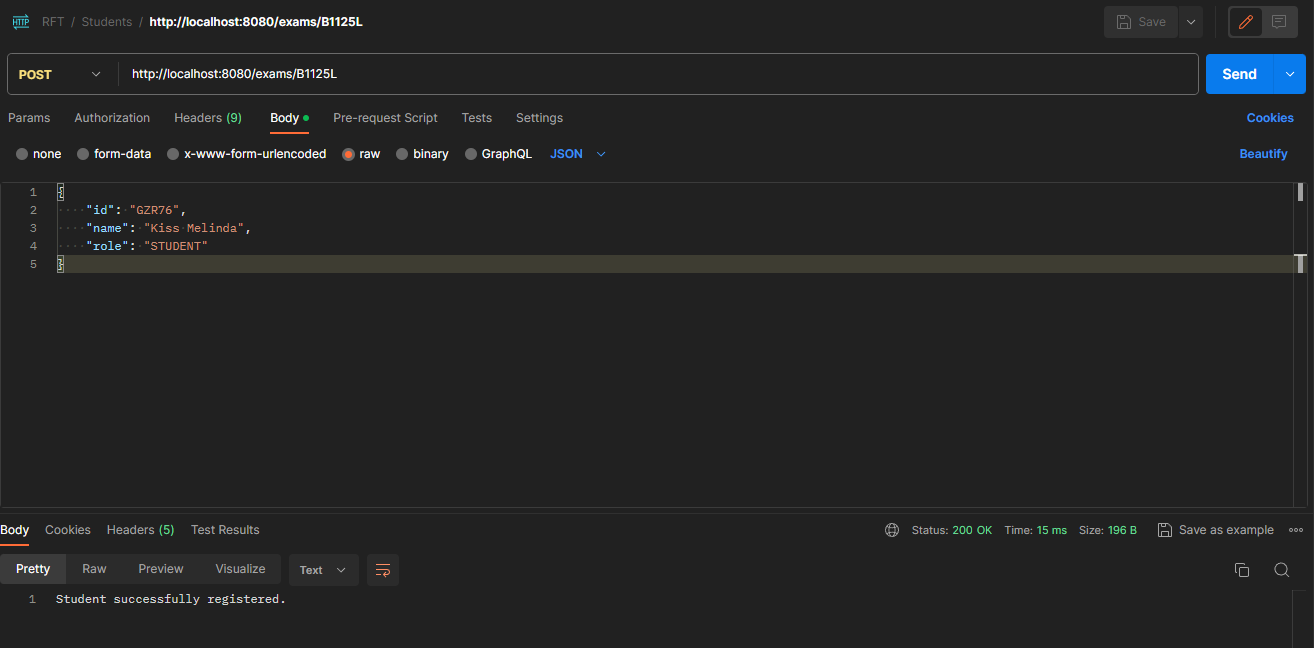 HTTP RFT / Students / http://localhost:8080/exams/B1125L Save
POST http://localhost:8080/exams/B1125L Send
Params Authorization Headers (9) Body Pre-request Script Tests Settings Cookies
none form-data x-www-form-urlencoded raw binary GraphQL JSON Beautify
1 {
2 "id": "GZR76",
3 "name": "Kiss Melinda",
4 "role": "STUDENT"
5 }
Body Cookies Headers (5) Test Results Status: 200 OK Time: 15 ms Size: 196 B Save as example
Pretty Raw Preview Visualize Text
1 Student successfully registered.